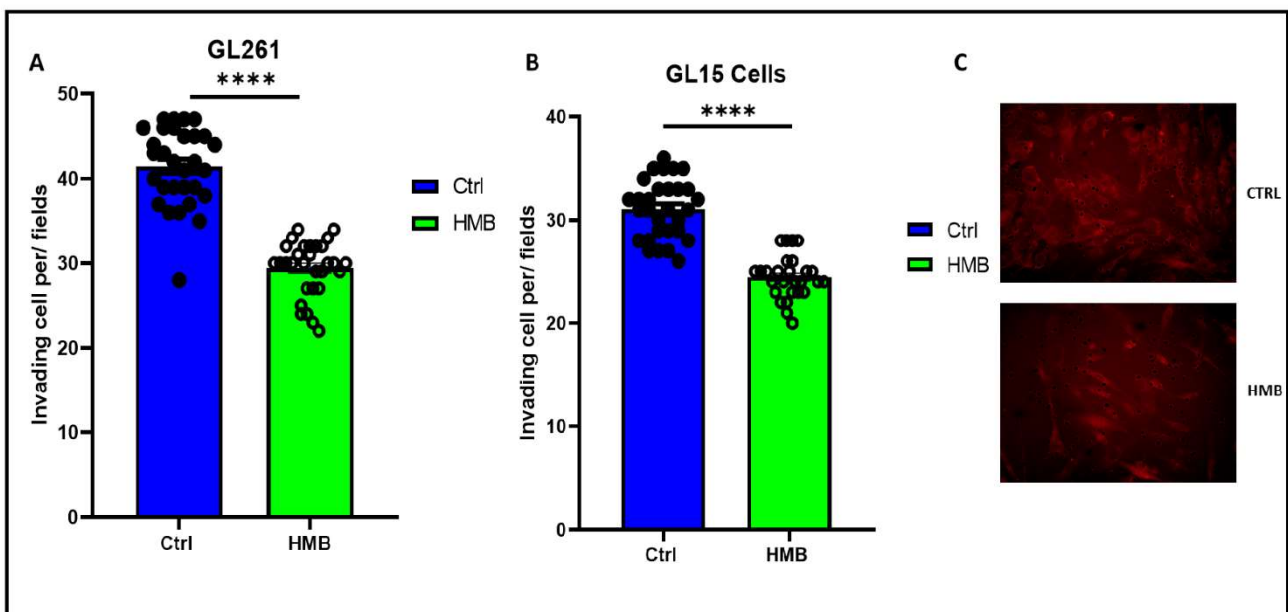 A
GL261
****
Invading cell per/ fields
50
40
30
20
10
0
Ctrl
HMB
Ctrl
HMB
B
GL15 Cells
****
Invading cell per/ fields
40
30
20
10
0
Ctrl
HMB
Ctrl
HMB
C
CTRL
HMB